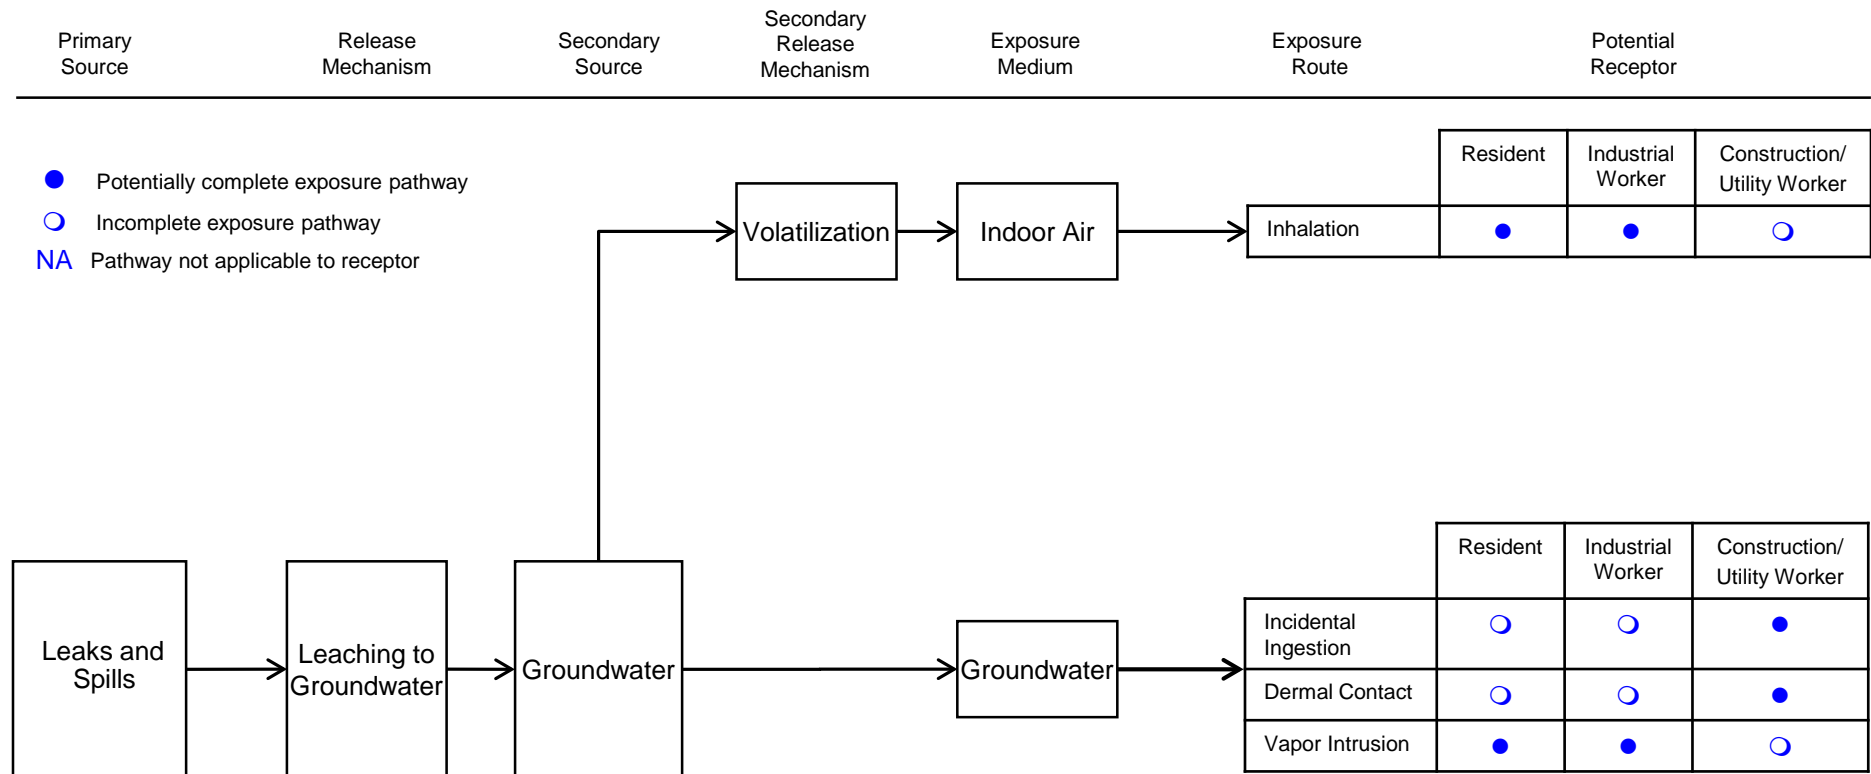 Primary
Source
Release
Mechanism
Secondary
Source
Secondary
Release
Mechanism
Exposure
Medium
Exposure
Route
Potential
Receptor
Potentially complete exposure pathway
Incomplete exposure pathway
NA Pathway not applicable to receptor
Resident
Industrial
Worker
Construction/
Utility Worker
Volatilization
Indoor Air
Inhalation
Resident
Industrial
Worker
Construction/
Utility Worker
Leaks and
Spills
Leaching to
Groundwater
Groundwater
Groundwater
Incidental
Ingestion
Dermal Contact
Vapor Intrusion